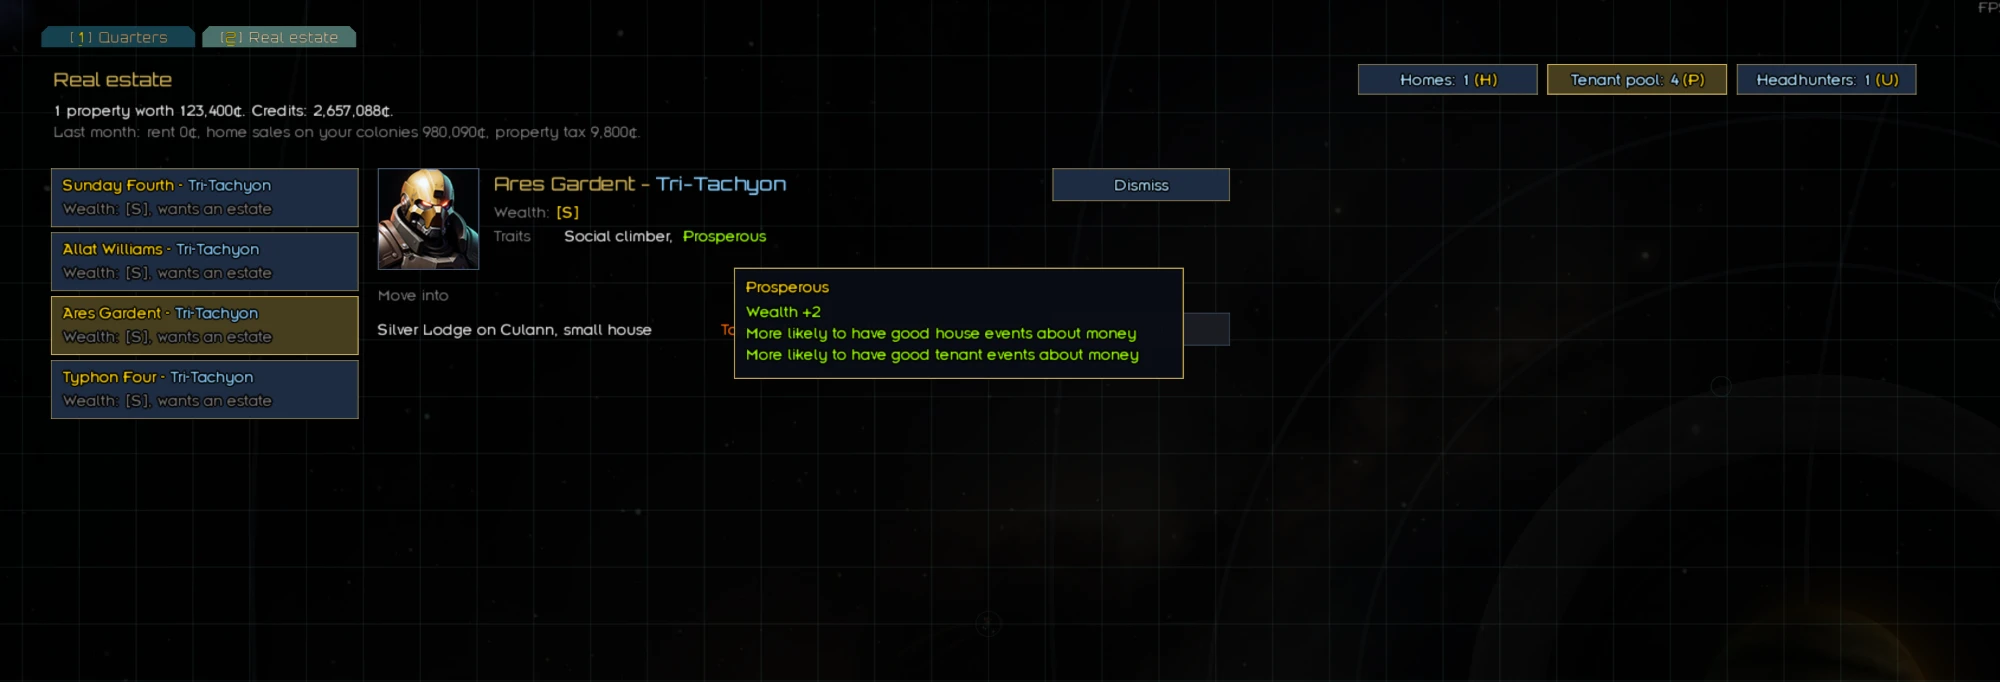 FPS
[1] Quarters
[2] Real estate
Real estate
Homes: 1 (H)
Tenant pool: 4 (P)
Headhunters: 1 (U)
1 property worth 123,400¢. Credits: 2,657,088¢.
Last month: rent 0¢, home sales on your colonies 980,090¢, property tax 9,800¢.
Sunday Fourth - Tri-Tachyon
Wealth: [S], wants an estate
Allat Williams - Tri-Tachyon
Wealth: [S], wants an estate
Ares Gardent - Tri-Tachyon
Wealth: [S], wants an estate
Typhon Four - Tri-Tachyon
Wealth: [S], wants an estate
Ares Gardent - Tri-Tachyon
Dismiss
Wealth: [S]
Traits Social climber, Prosperous
Move into
Silver Lodge on Culann, small house
Prosperous
Wealth +2
More likely to have good house events about money
More likely to have good tenant events about money